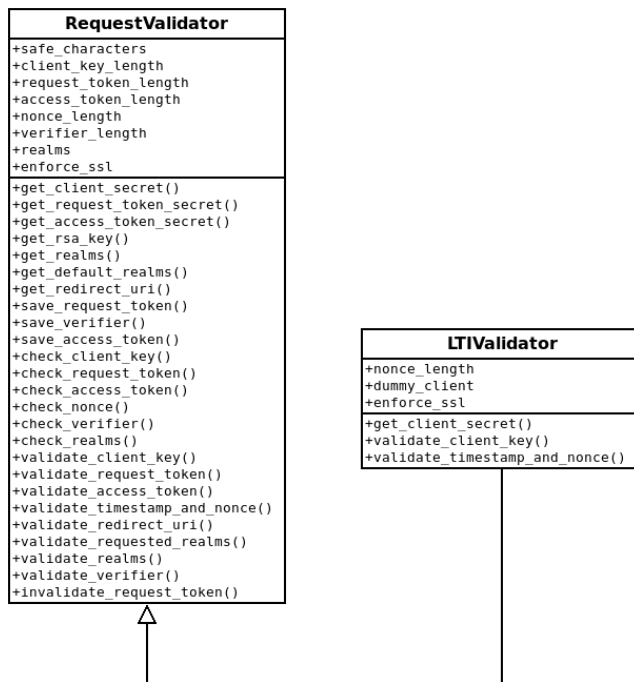 RequestValidator
+safe_characters
+client_key_length
+request_token_length
+access_token_length
+nonce_length
+verifier_length
+realms
+enforce_ssl
+get_client_secret()
+get_request_token_secret()
+get_access_token_secret()
+get_rsa_key()
+get_realms()
+get_default_realms()
+get_redirect_uri()
+save_request_token()
+save_verifier()
+save_access_token()
+check_client_key()
+check_request_token()
+check_access_token()
+check_nonce()
+check_verifier()
+check_realms()
+validate_client_key()
+validate_request_token()
+validate_access_token()
+validate_timestamp_and_nonce()
+validate_redirect_uri()
+validate_requested_realms()
+validate_realms()
+validate_verifier()
+invalidate_request_token()
LTIValidator
+nonce_length
+dummy_client
+enforce_ssl
+get_client_secret()
+validate_client_key()
+validate_timestamp_and_nonce()